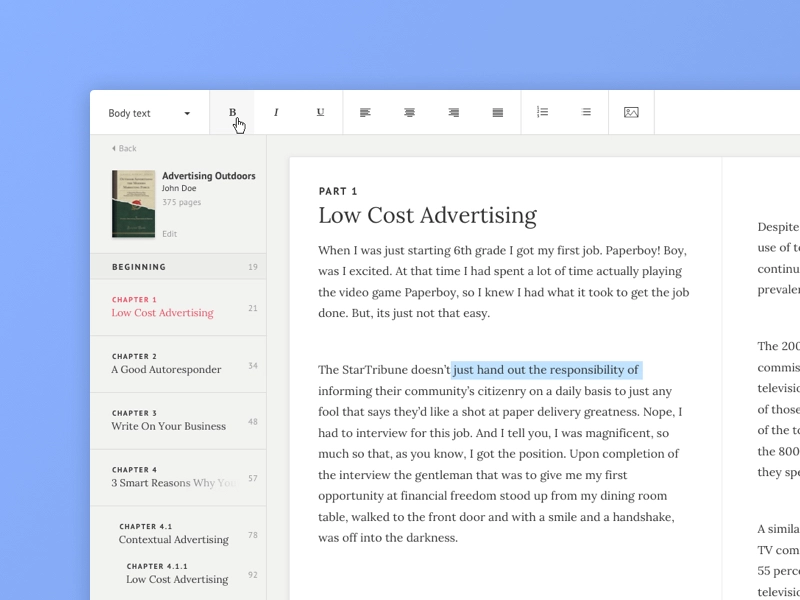 Body text
B
I
U
Back
Advertising Outdoors
John Doe
375 pages
Edit
BEGINNING 19
CHAPTER 1
Low Cost Advertising 21
CHAPTER 2
A Good Autoresponder 34
CHAPTER 3
Write On Your Business 48
CHAPTER 4
3 Smart Reasons Why Yo 57
CHAPTER 4.1
Contextual Advertising 78
CHAPTER 4.1.1
Low Cost Advertising 92
PART 1
Low Cost Advertising
When I was just starting 6th grade I got my first job. Paperboy! Boy,
was I excited. At that time I had spent a lot of time actually playing
the video game Paperboy, so I knew I had what it took to get the job
done. But, its just not that easy.
The StarTribune doesn't just hand out the responsibility of
informing their community's citizenry on a daily basis to just any
fool that says they'd like a shot at paper delivery greatness. Nope, I
had to interview for this job. And I tell you, I was magnificent, so
much so that, as you know, I got the position. Upon completion of
the interview the gentleman that was to give me my first
opportunity at financial freedom stood up from my dining room
table, walked to the front door and with a smile and a handshake,
was off into the darkness.
Despite
use of t
continu
prevale
The 200
commis
televisio
of those
of the to
the 800
they spe
A simila
TV com
55 perce
televisio